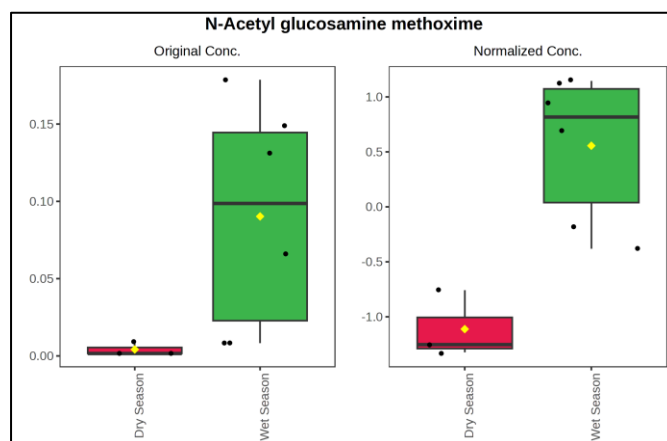 N-Acetyl glucosamine methoxime
Original Conc.
Normalized Conc.
0.15
0.10
0.05
0.00
Dry Season
Wet Season
1.0
0.5
0.0
-0.5
-1.0
Dry Season
Wet Season